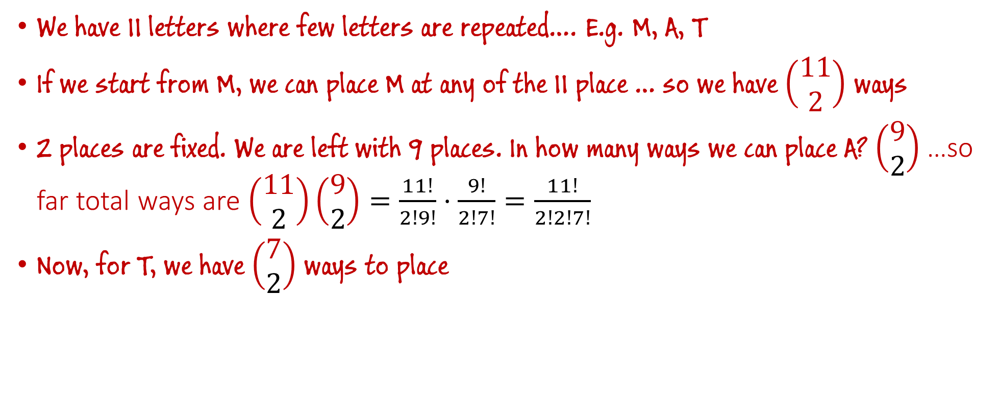 • We have 11 letters where few letters are repeated.... E.g. M, A, T
• If we start from M, we can place M at any of the 11 place ... so we have $\binom{11}{2}$ ways
• 2 places are fixed. We are left with 9 places. In how many ways we can place A? $\binom{9}{2}$ ...so
far total ways are $\binom{11}{2}\binom{9}{2} = \frac{11!}{2!9!} \cdot \frac{9!}{2!7!} = \frac{11!}{2!2!7!}$
• Now, for T, we have $\binom{7}{2}$ ways to place